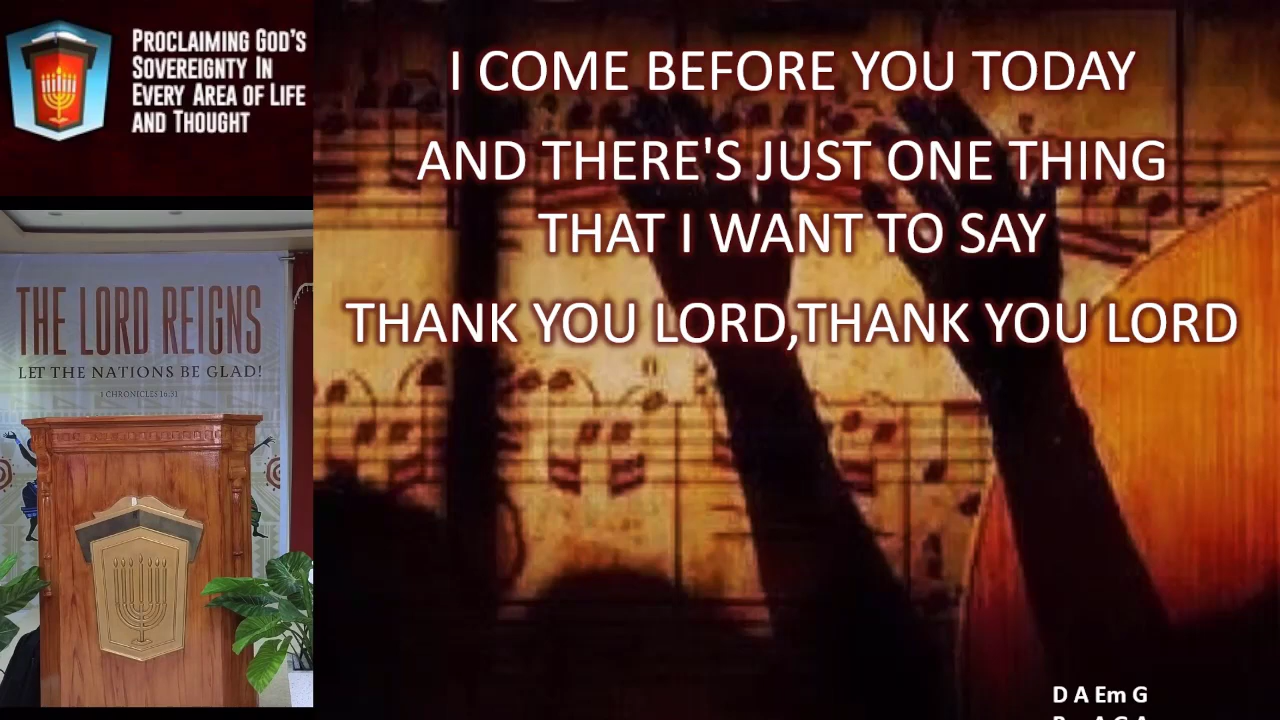 PROCLAIMING GOD'S
SOVEREIGNTY IN
EVERY AREA OF LIFE
AND THOUGHT
THE LORD REIGNS
LET THE NATIONS BE GLAD!
1 CHRONICLES 16:31
I COME BEFORE YOU TODAY
AND THERE'S JUST ONE THING
THAT I WANT TO SAY
THANK YOU LORD,THANK YOU LORD
D A Em G